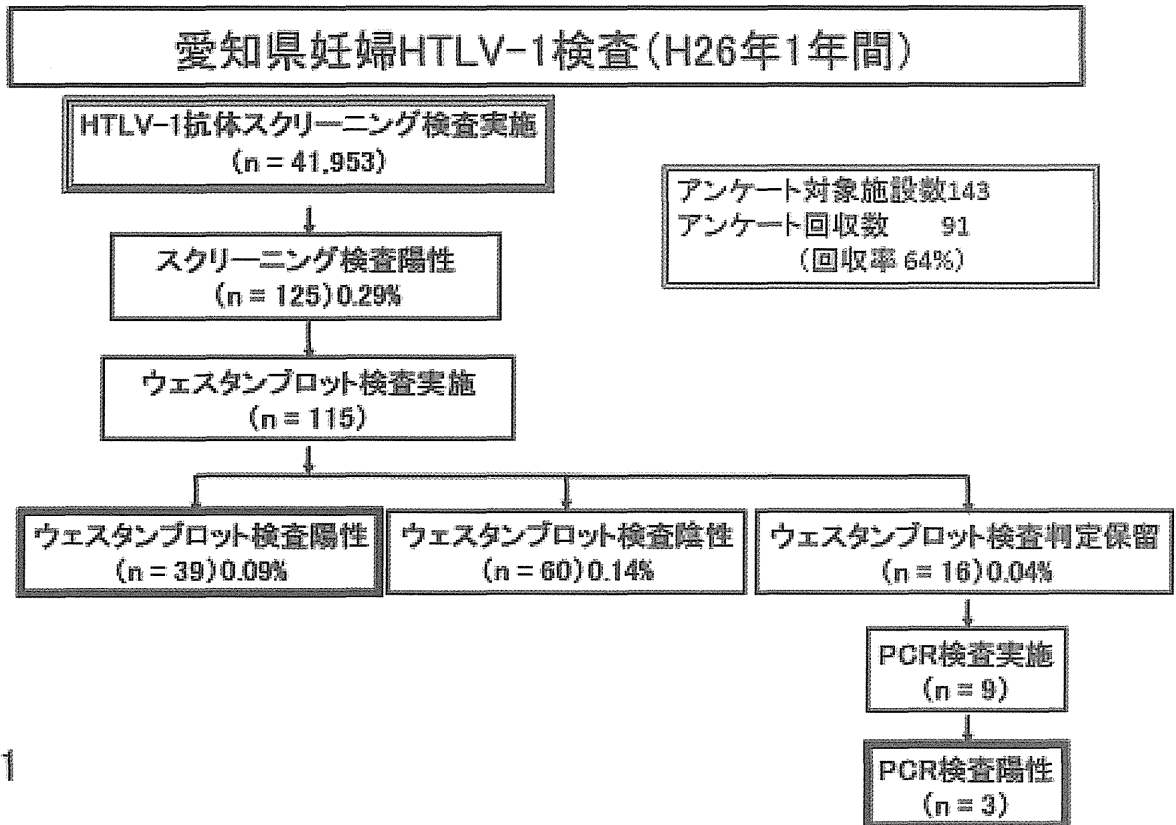 愛知県妊婦HTLV-1検査(H26年1年間)
HTLV-1抗体スクリーニング検査実施
(n = 41,953)
アンケート対象施設数143
アンケート回収数 91
(回収率 64%)
スクリーニング検査陽性
(n = 125)0.29%
ウェスタンブロット検査実施
(n = 115)
ウェスタンブロット検査陽性
(n = 39)0.09%
ウェスタンブロット検査陰性
(n = 60)0.14%
ウェスタンブロット検査判定保留
(n = 16)0.04%
PCR検査実施
(n = 9)
PCR検査陽性
(n = 3)
1